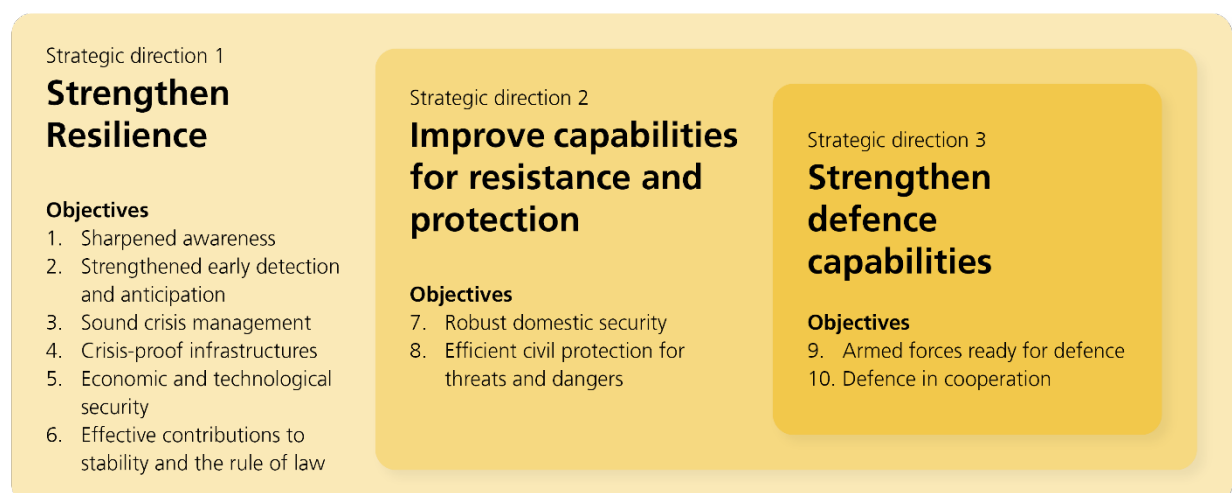 Strategic direction 1
Strengthen
Resilience
Objectives
1. Sharpened awareness
2. Strengthened early detection
and anticipation
3. Sound crisis management
4. Crisis-proof infrastructures
5. Economic and technological
security
6. Effective contributions to
stability and the rule of law
Strategic direction 2
Improve capabilities
for resistance and
protection
Objectives
7. Robust domestic security
8. Efficient civil protection for
threats and dangers
Strategic direction 3
Strengthen
defence
capabilities
Objectives
9. Armed forces ready for defence
10. Defence in cooperation